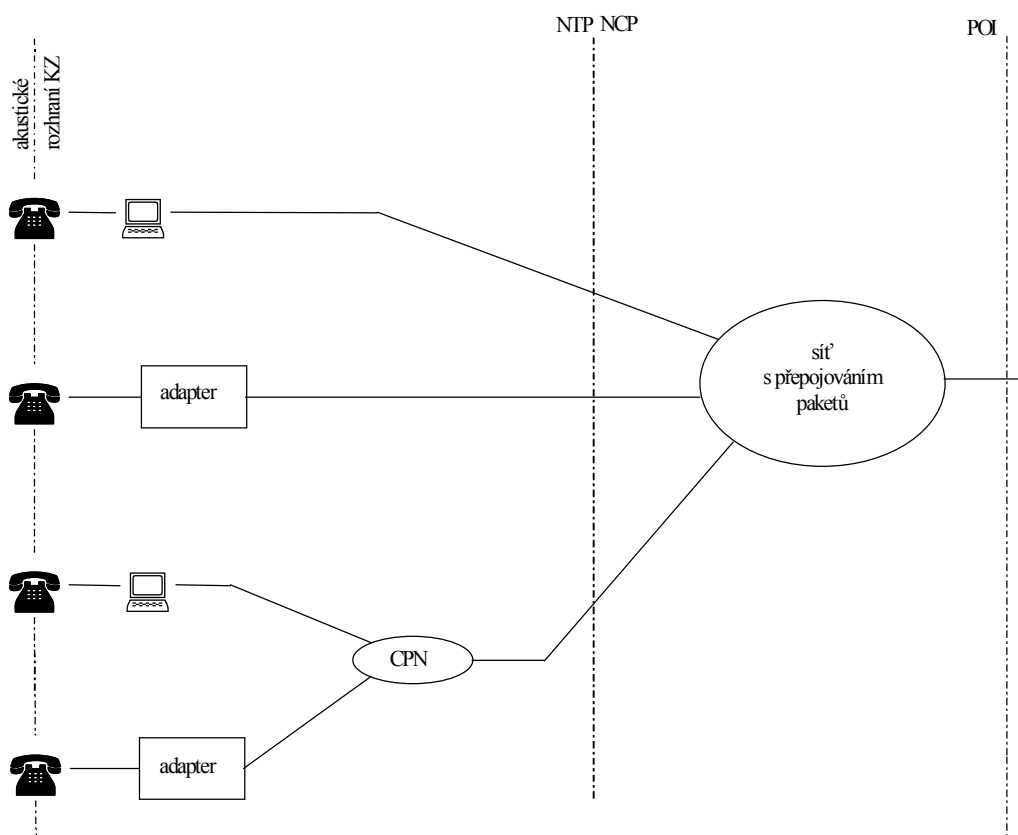 NTP NCP
POI
akustické
rozhraní KZ
síť
s přepojováním
paketů
adapter
CPN
adapter